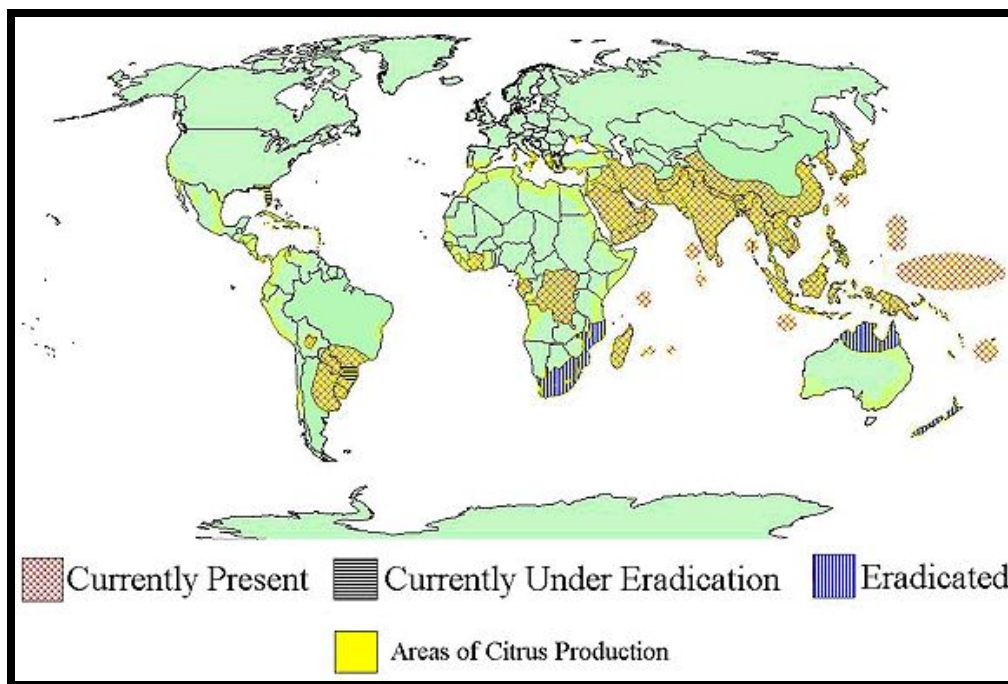 Currently Present
Currently Under Eradication
Eradicated
Areas of Citrus Production